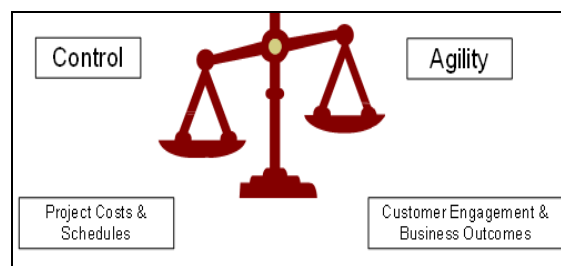 Control
Agility
Project Costs &
Schedules
Customer Engagement &
Business Outcomes